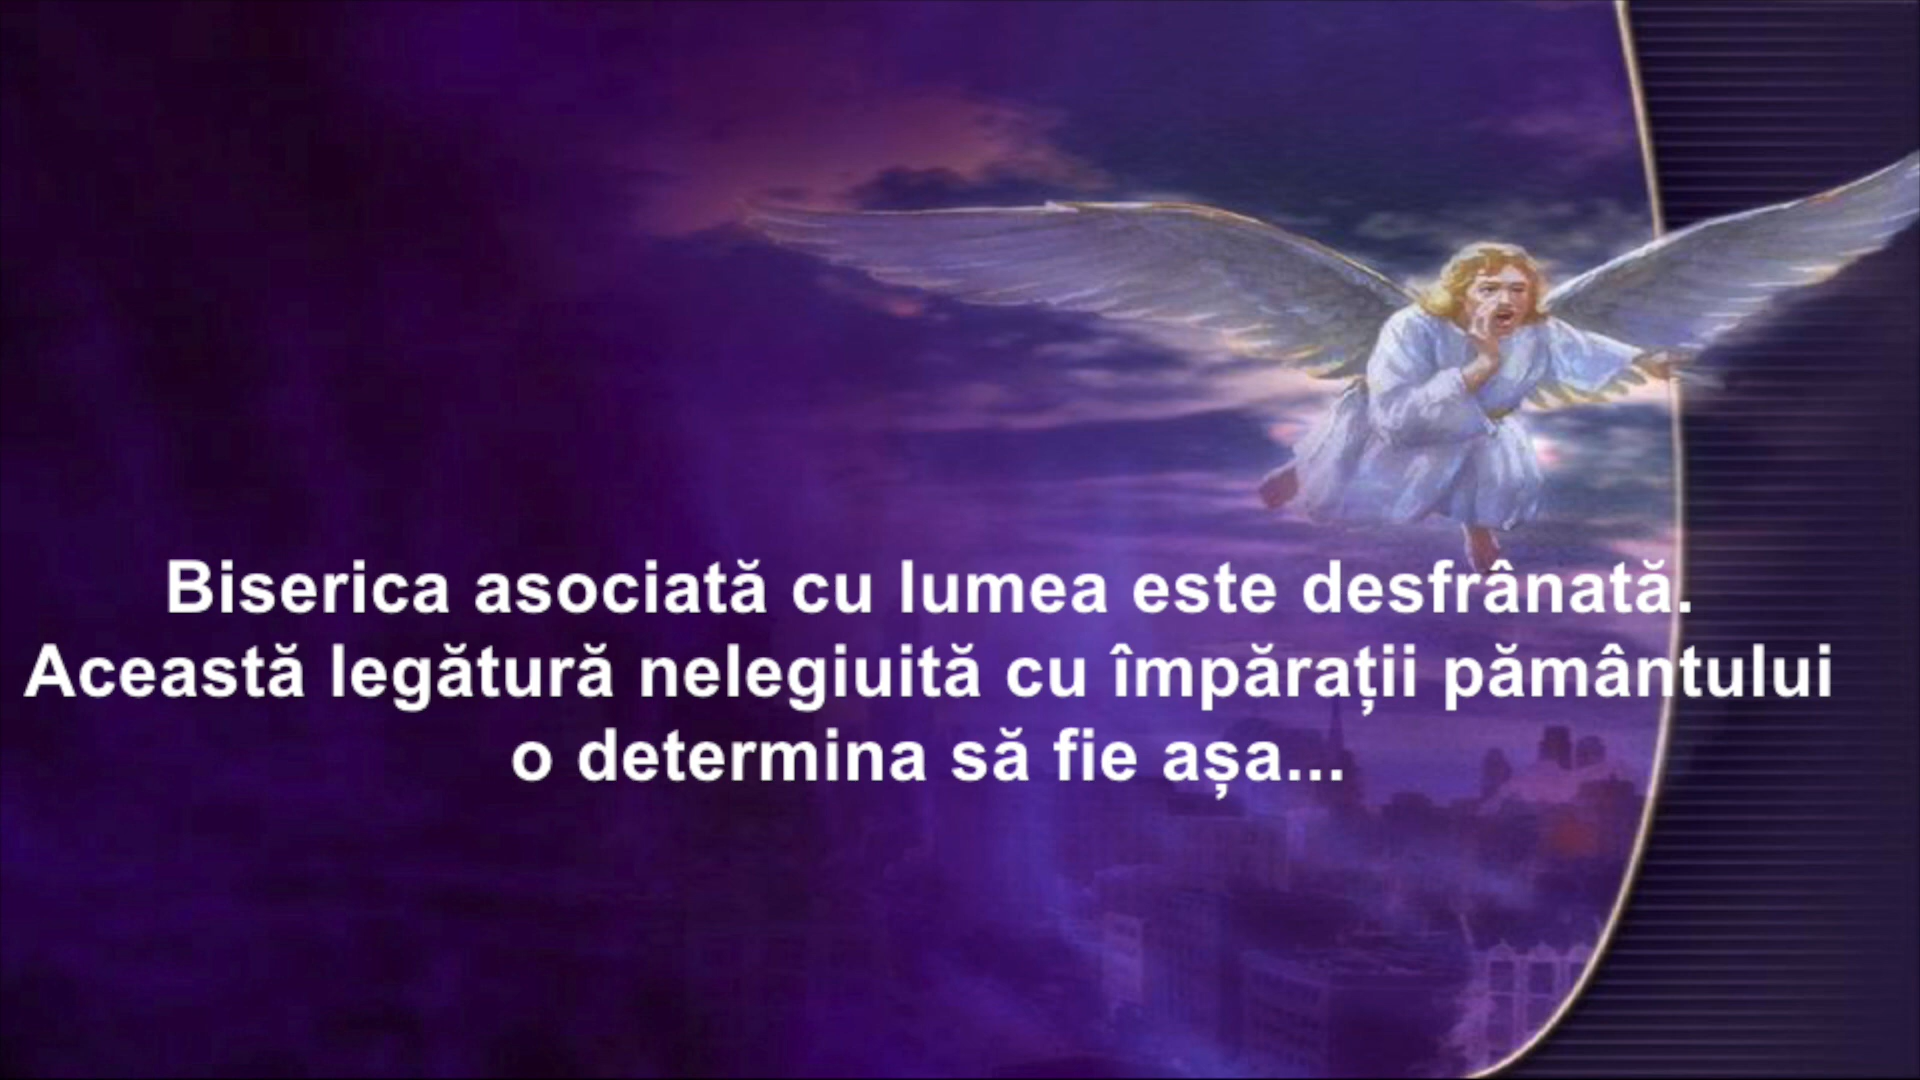 Biserica asociată cu lumea este desfrânată.
Această legătură nelegiuită cu împărații pământului
o determina să fie așa...